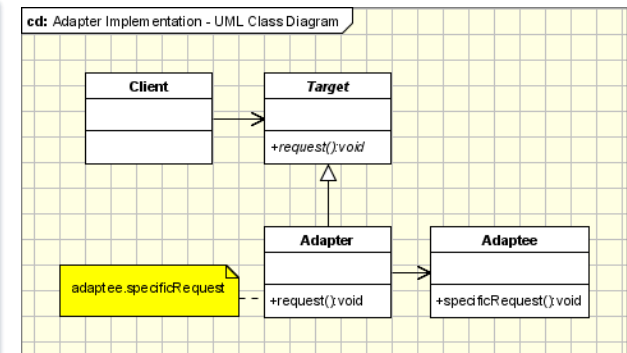 cd: Adapter Implementation - UML Class Diagram
Client
Target
+request():void
Adapter
Adaptee
adaptee.specificRequest
+request():void
+specificRequest():void